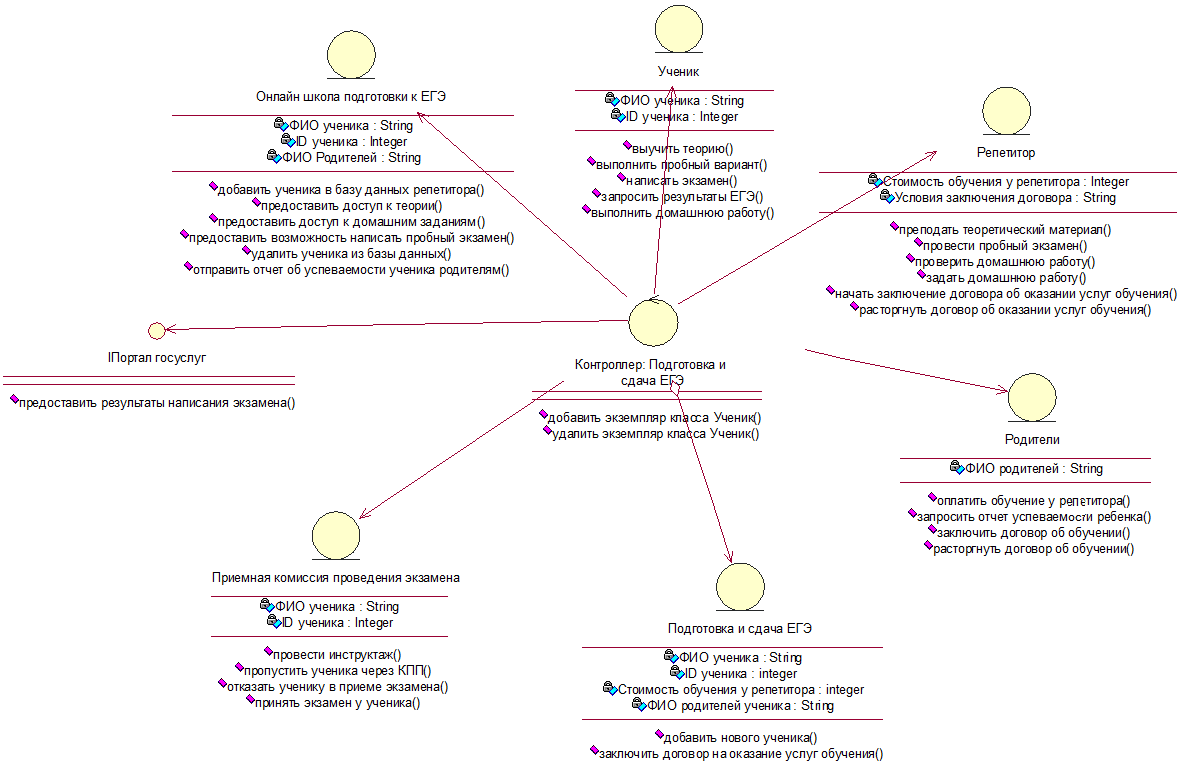 Онлайн школа подготовки к ЕГЭ
ФИО ученика : String
ID ученика : Integer
ФИО Родителей : String
добавить ученика в базу данных репетитора()
предоставить доступ к теории()
предоставить доступ к домашним заданиям()
предоставить возможность написать пробный экзамен()
удалить ученика из базы данных()
отправить отчет об успеваемости ученика родителям()
Ученик
ФИО ученика : String
ID ученика : Integer
выучить теорию()
выполнить пробный вариант()
написать экзамен()
запросить результаты ЕГЭ()
выполнить домашнюю работу()
Репетитор
Стоимость обучения у репетитора : Integer
Условия заключения договора : String
преподать теоретический материал()
провести пробный экзамен()
проверить домашнюю работу()
задать домашнюю работу()
начать заключение договора об оказании услуг обучения()
расторгнуть договор об оказании услуг обучения()
IПортал госуслуг
предоставить результаты написания экзамена()
Контроллер: Подготовка и
сдача ЕГЭ
добавить экземпляр класса Ученик()
удалить экземпляр класса Ученик()
Родители
ФИО родителей : String
оплатить обучение у репетитора()
запросить отчет успеваемости ребенка()
заключить договор об обучении()
расторгнуть договор об обучении()
Приемная комиссия проведения экзамена
ФИО ученика : String
ID ученика : Integer
провести инструктаж()
пропустить ученика через КПП()
отказать ученику в приеме экзамена()
принять экзамен у ученика()
Подготовка и сдача ЕГЭ
ФИО ученика : String
ID ученика : integer
Стоимость обучения у репетитора : integer
ФИО родителей ученика : String
добавить нового ученика()
заключить договор на оказание услуг обучения()